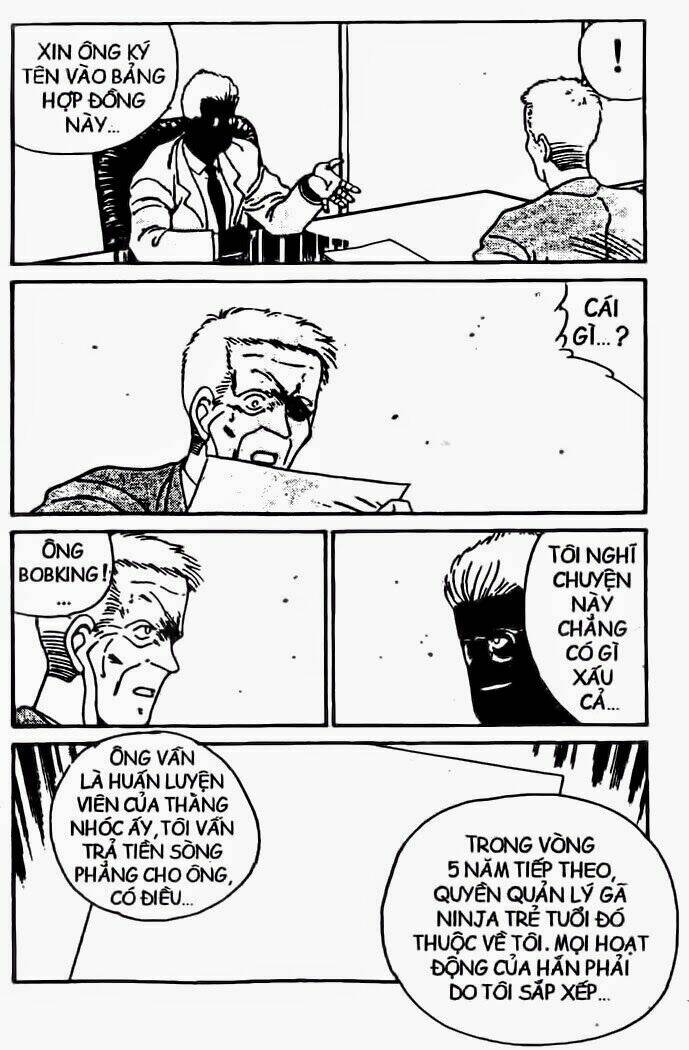 XIN ÔNG KÝ
TÊN VÀO BẢNG
HỢP ĐỒNG
NÀY...
!
CÁI
GÌ...?
ÔNG
BOBKING!
...
TÔI NGHĨ
CHUYỆN
NÀY
CHẲNG
CÓ GÌ
XẤU
CẢ...
ÔNG VẪN
LÀ HUẤN LUYỆN
VIÊN CỦA THẰNG
NHÓC ẤY, TÔI VẪN
TRẢ TIỀN SÒNG
PHẲNG CHO ÔNG,
CÓ ĐIỀU...
TRONG VÒNG
5 NĂM TIẾP THEO,
QUYỀN QUẢN LÝ GÃ
NINJA TRẺ TUỔI ĐÓ
THUỘC VỀ TÔI. MỌI HOẠT
ĐỘNG CỦA HẮN PHẢI
DO TÔI SẮP XẾP...